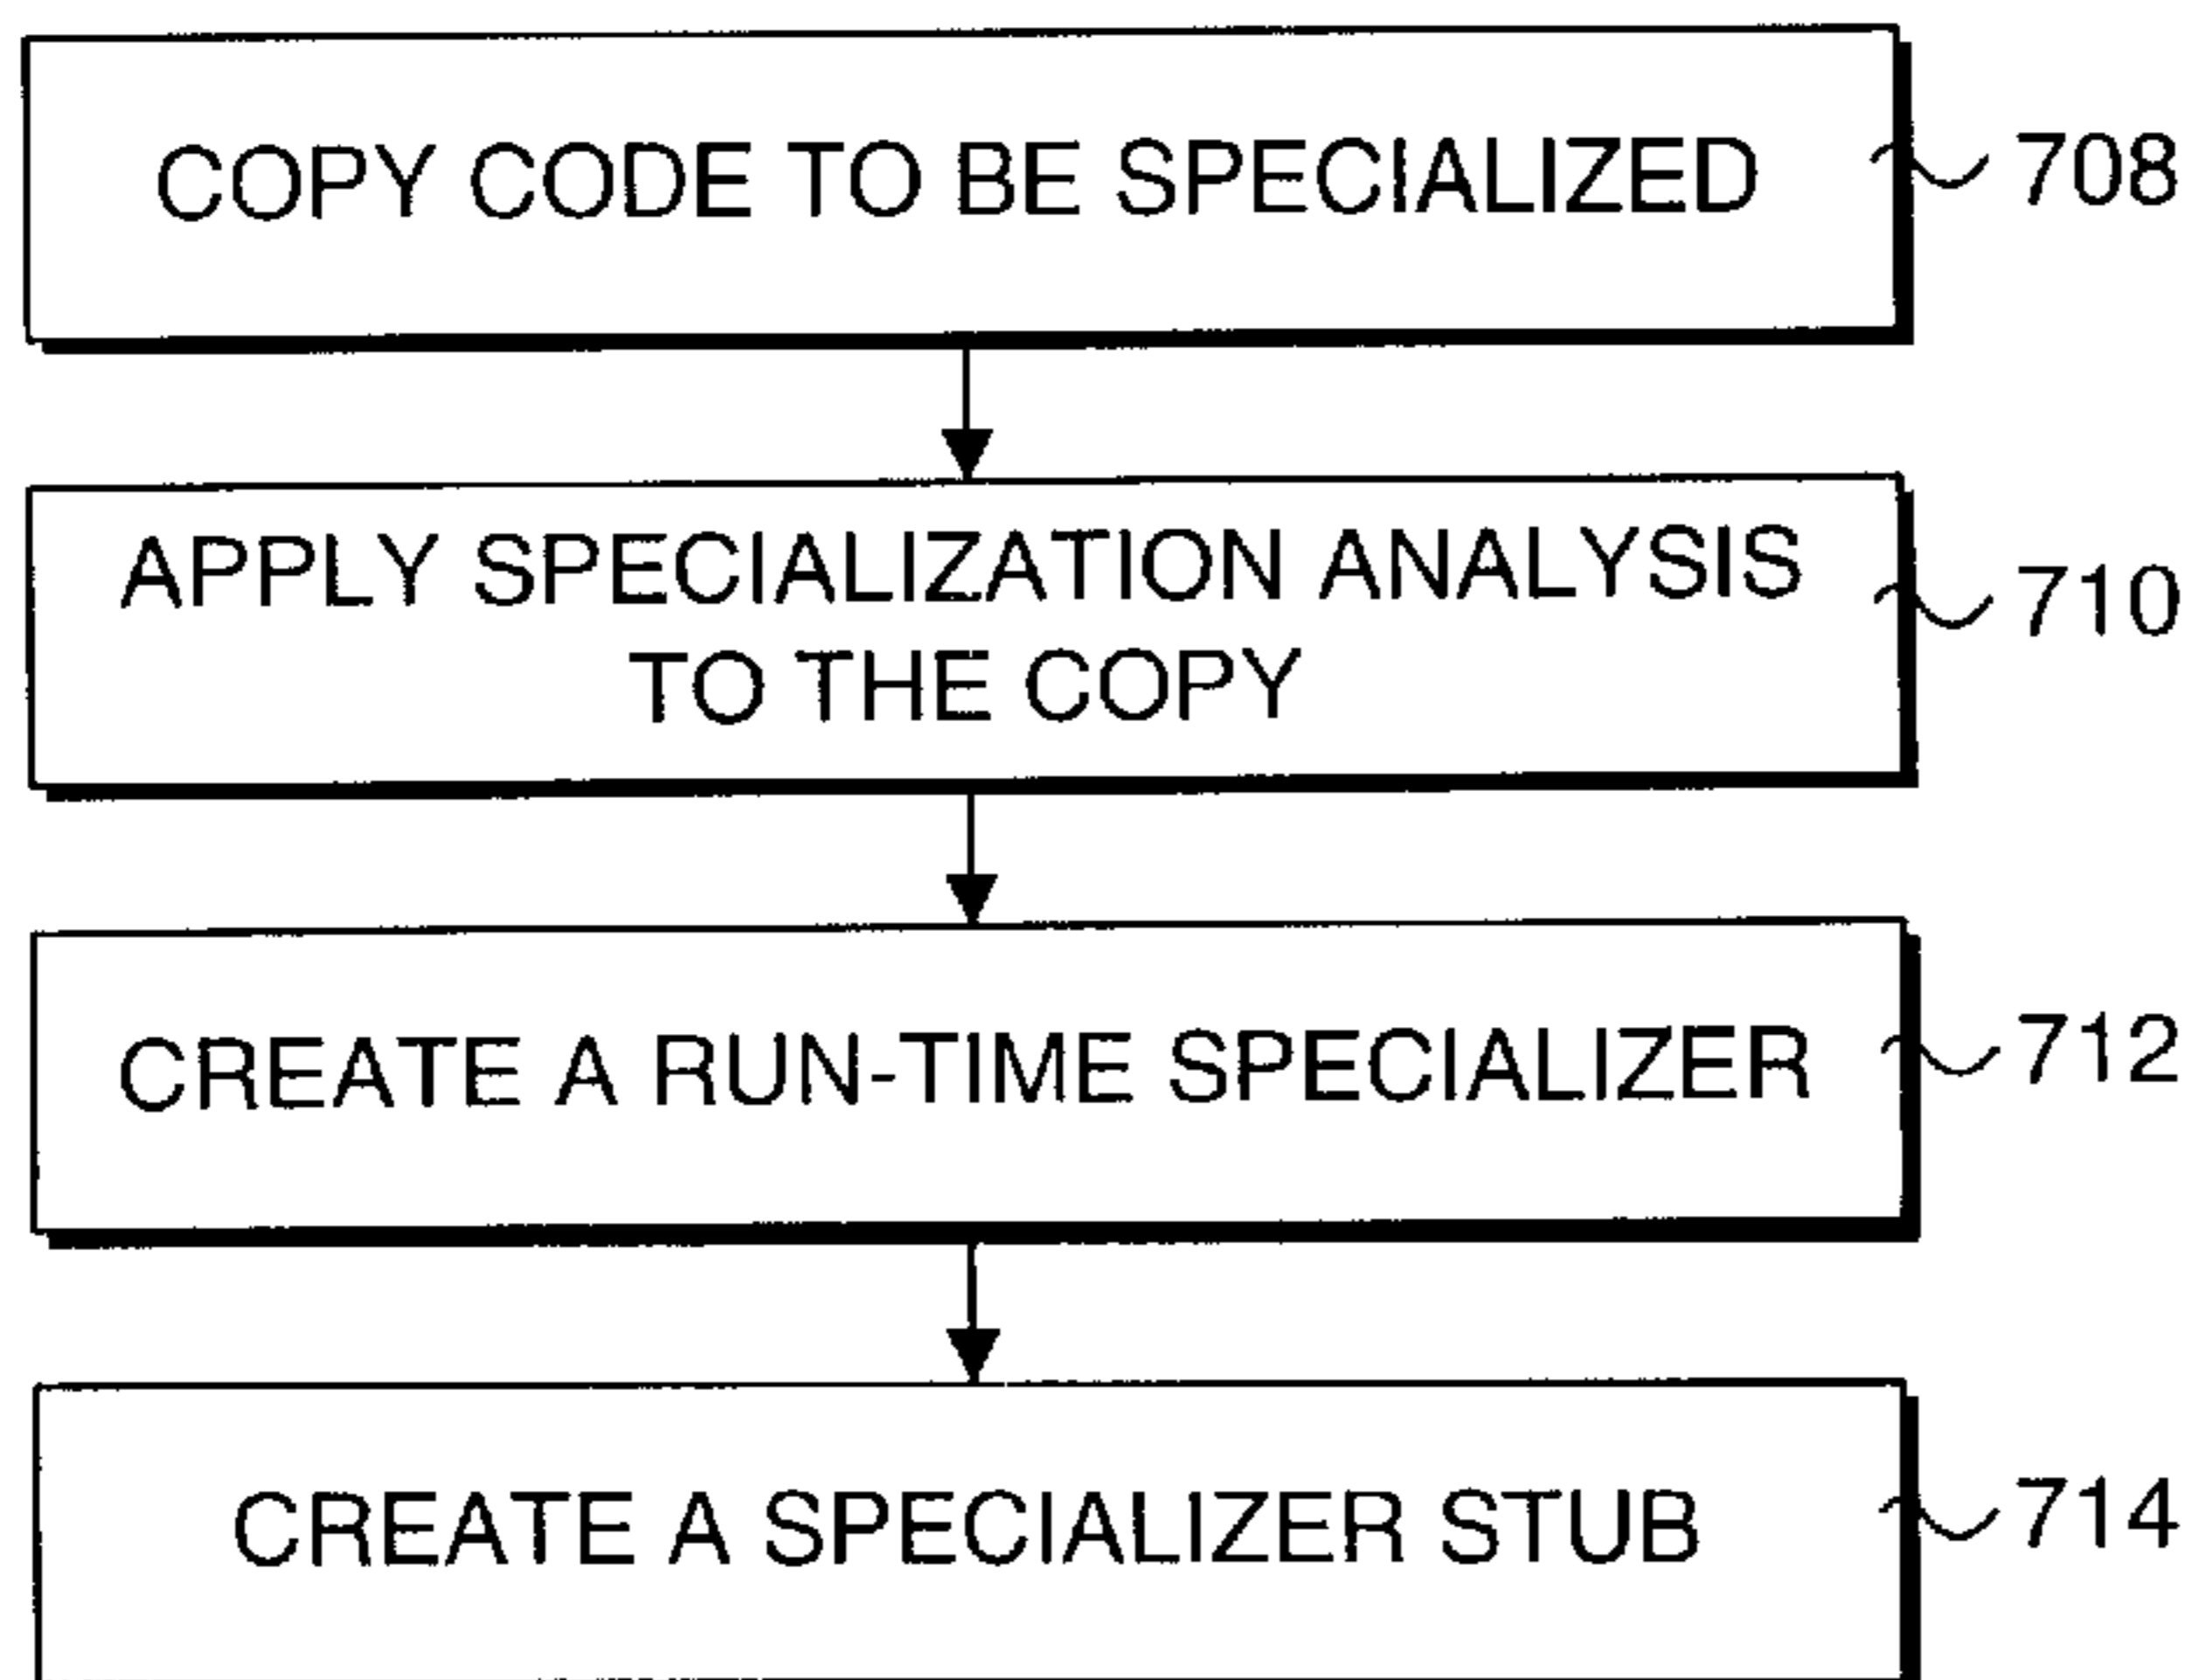 COPY CODE TO BE SPECIALIZED
708
APPLY SPECIALIZATION ANALYSIS
TO THE COPY
710
CREATE A RUN-TIME SPECIALIZER
712
CREATE A SPECIALIZER STUB
714